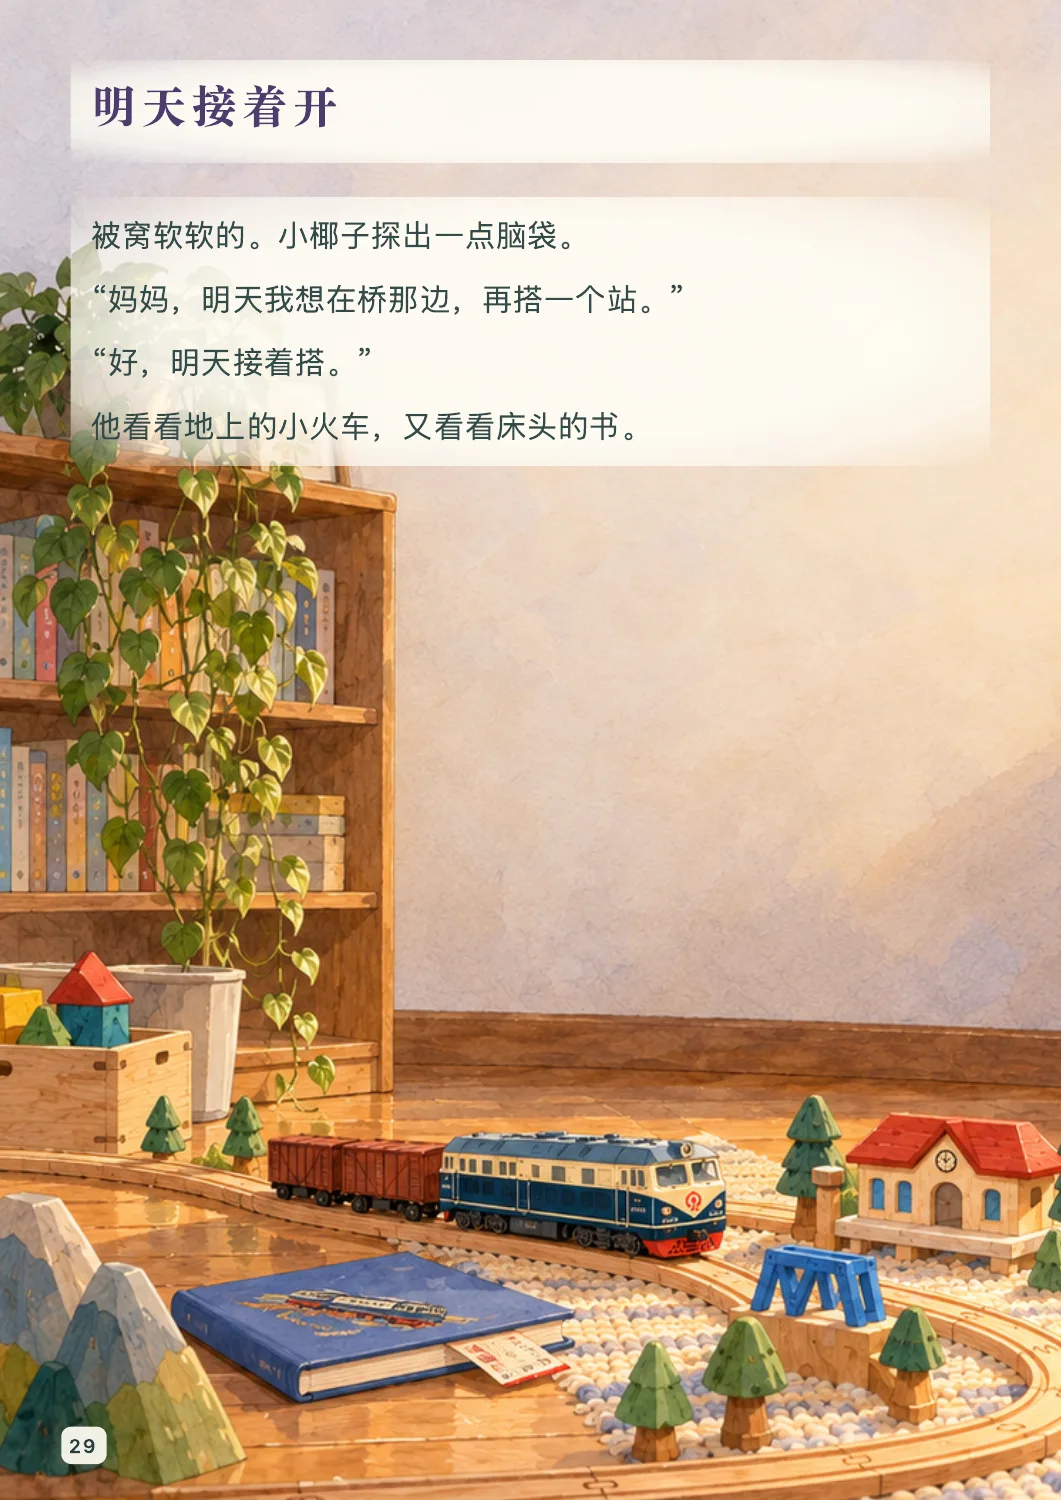 明天接着开
被窝软软的。小椰子探出一点脑袋。
“妈妈，明天我想在桥那边，再搭一个站。”
“好，明天接着搭。”
他看看地上的小火车，又看看床头的书。
29